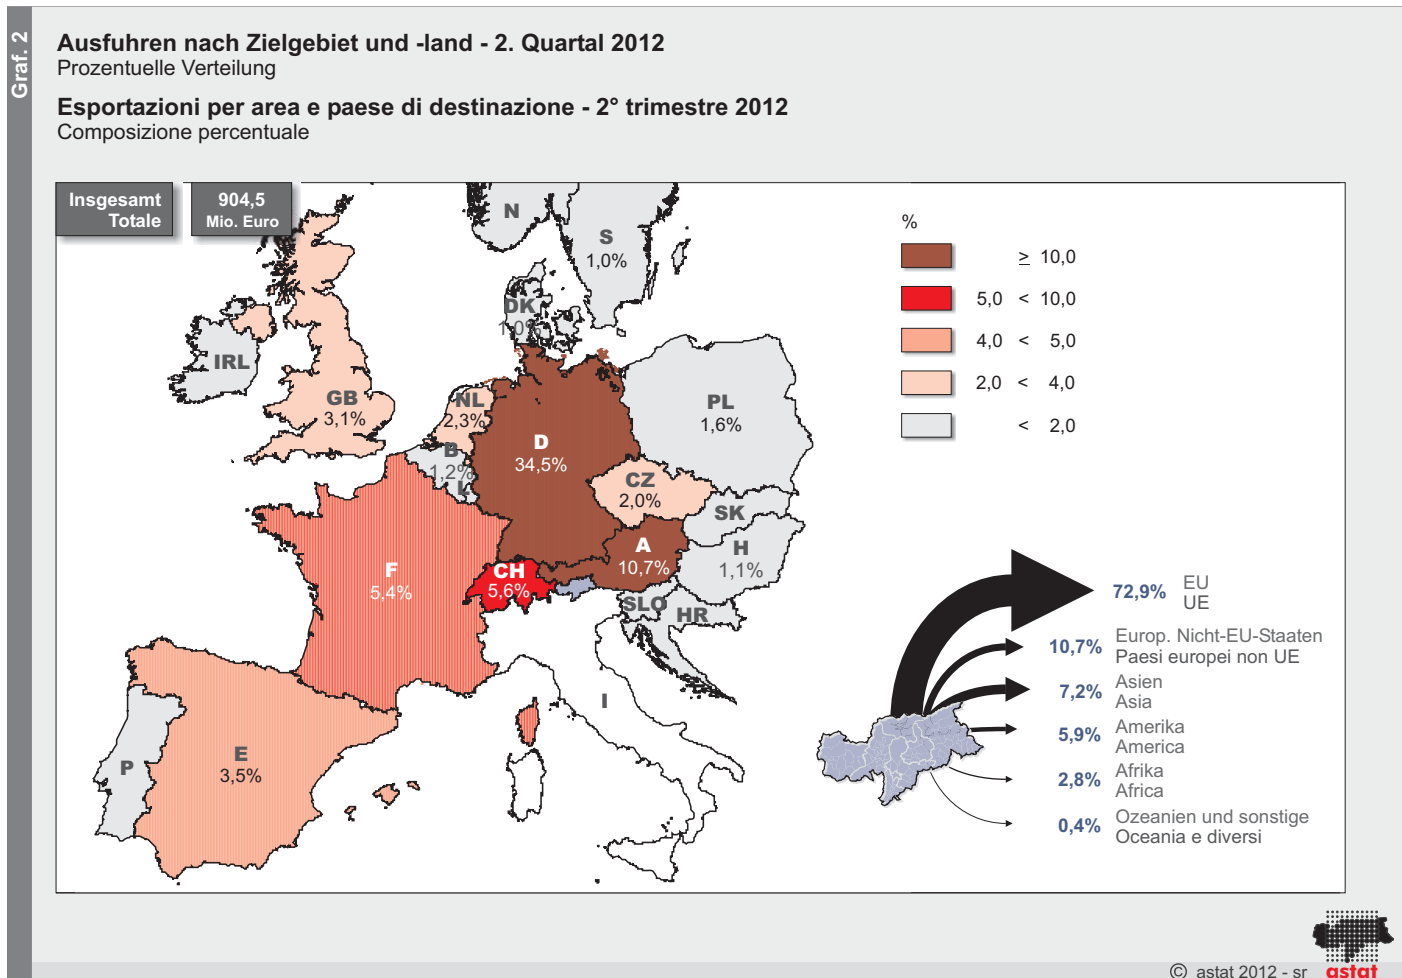 Graf. 2
Ausfuhren nach Zielgebiet und -land - 2. Quartal 2012
Prozentuelle Verteilung
Esportazioni per area e paese di destinazione - 2° trimestre 2012
Composizione percentuale
Insgesamt
Totale
904,5
Mio. Euro
N
S
1,0%
DK
1,0%
IRL
GB
3,1%
NL
2,3%
B
1,2%
L
D
34,5%
PL
1,6%
CZ
2,0%
SK
A
10,7%
H
1,1%
CH
5,6%
F
5,4%
SLO
HR
I
P
E
3,5%
%
≥ 10,0
5,0 < 10,0
4,0 < 5,0
2,0 < 4,0
< 2,0
72,9% EU
UE
10,7% Europ. Nicht-EU-Staaten
Paesi europei non UE
7,2% Asien
Asia
5,9% Amerika
America
2,8% Afrika
Africa
0,4% Ozeanien und sonstige
Oceania e diversi
© astat 2012 - sr
astat